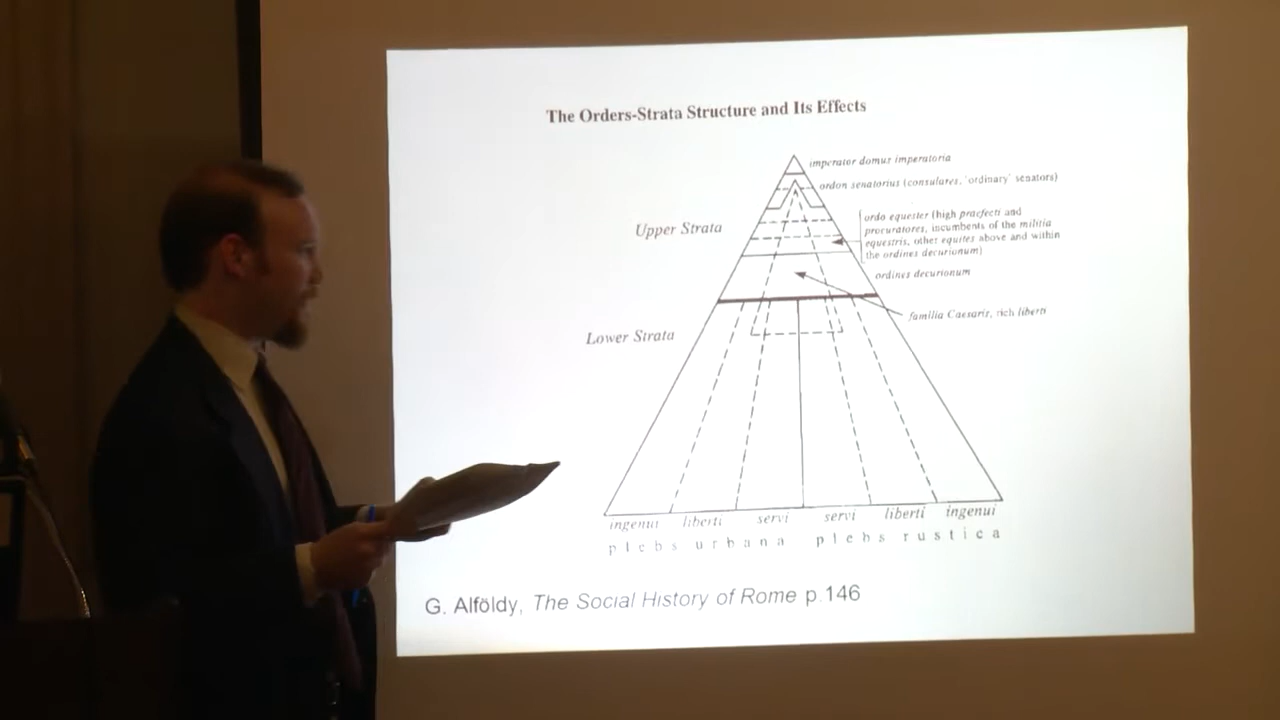 The Orders-Strata Structure and Its Effects
imperator domus imperatoria
ordon senatorius (consulares, 'ordinary' senators)
Upper Strata
ordo equester (high praefecti and
procuratores, incumbents of the militia
equestris, other equites above and within
the ordines decurionum)
ordines decurionum
familia Caesaris, rich liberti
Lower Strata
ingenui liberti servi servi liberti ingenui
plebs urbana plebs rustica
G. Alföldy, The Social History of Rome p.146